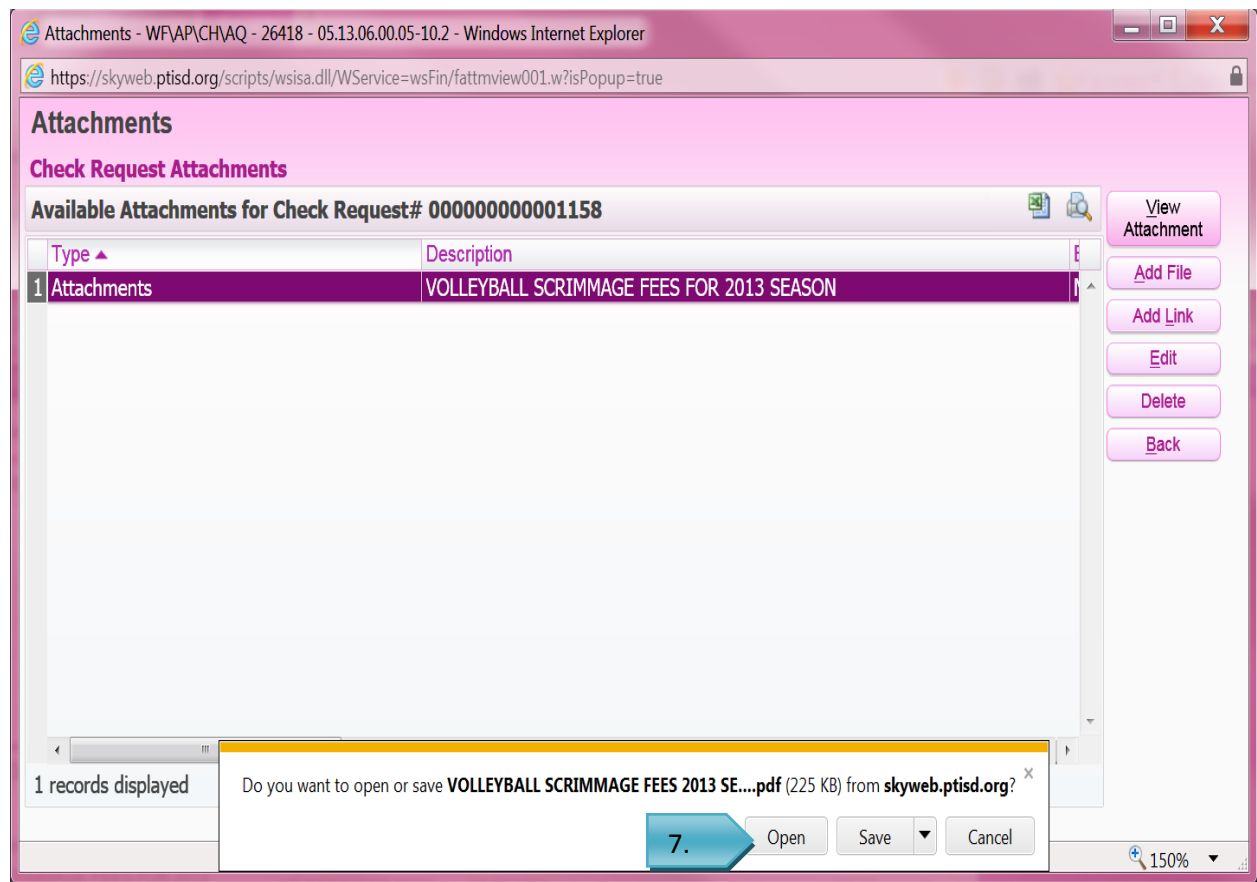 Attachments - WF\AP\CH\AQ - 26418 - 05.13.06.00.05-10.2 - Windows Internet Explorer
https://skyweb.ptisd.org/scripts/wsisa.dll/WService=wsFin/fattmview001.w?isPopup=true
Attachments
Check Request Attachments
Available Attachments for Check Request# 000000000001158
View Attachment
Type Description
Add File
1 Attachments VOLLEYBALL SCRIMMAGE FEES FOR 2013 SEASON
Add Link
Edit
Delete
Back
1 records displayed
Do you want to open or save VOLLEYBALL SCRIMMAGE FEES 2013 SE....pdf (225 KB) from skyweb.ptisd.org?
7. Open Save Cancel
150%